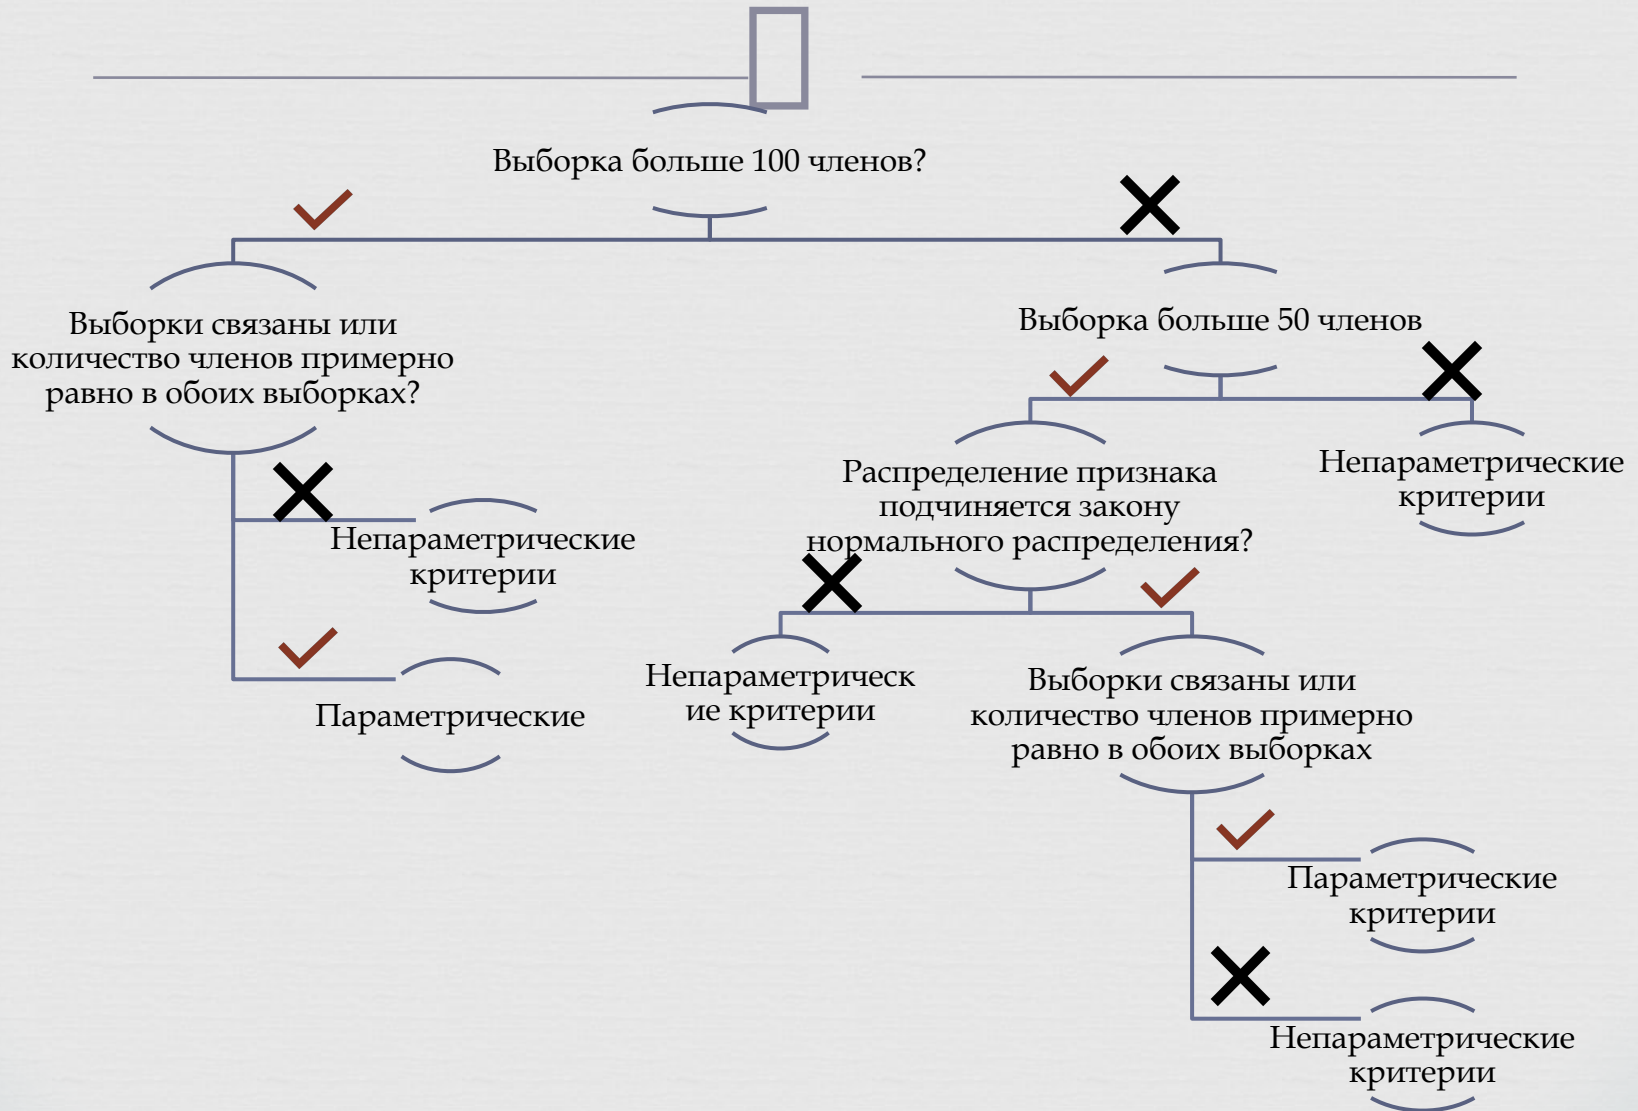 Выборка больше 100 членов?
Выборки связаны или
количество членов примерно
равно в обоих выборках?
Непараметрические
критерии
Параметрические
Выборка больше 50 членов
Распределение признака
подчиняется закону
нормального распределения?
Непараметрическ
ие критерии
Выборки связаны или
количество членов примерно
равно в обоих выборках
Параметрические
критерии
Непараметрические
критерии
Непараметрические
критерии